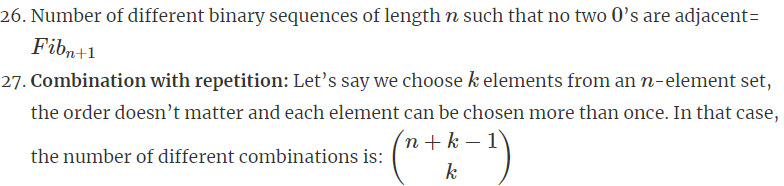 26. Number of different binary sequences of length n such that no two 0's are adjacent=
Fib_{n+1}
27. Combination with repetition: Let's say we choose k elements from an n-element set,
the order doesn't matter and each element can be chosen more than once. In that case,
the number of different combinations is: \binom{n + k − 1}{k}